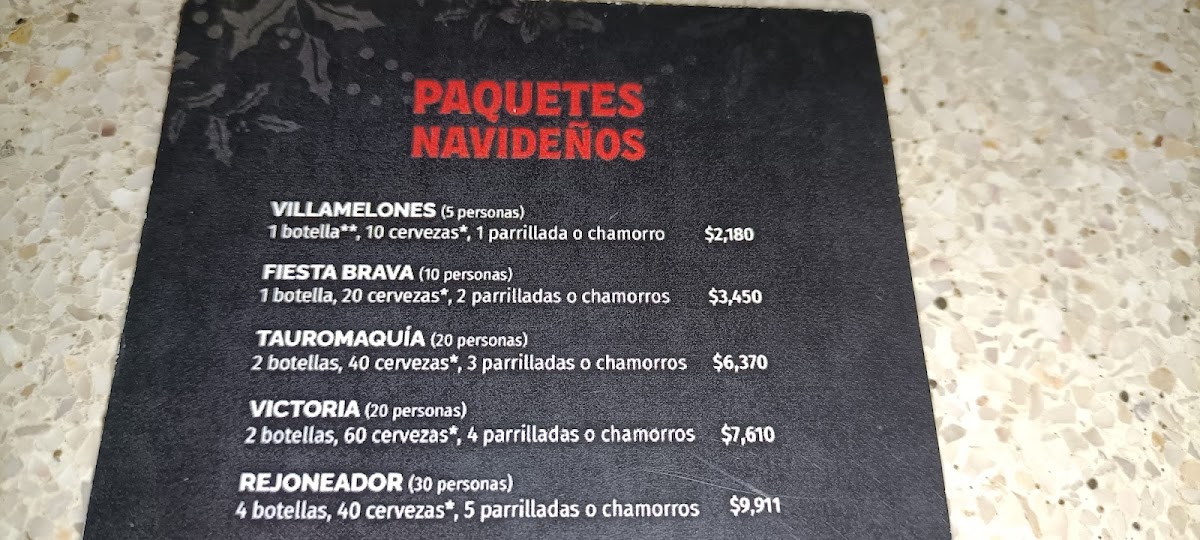 PAQUETES
NAVIDEÑOS
VILLAMELONES (5 personas)
1 botella**, 10 cervezas*, 1 parrillada o chamorro $2,180
FIESTA BRAVA (10 personas)
1 botella, 20 cervezas*, 2 parrilladas o chamorros $3,450
TAUROMAQUÍA (20 personas)
2 botellas, 40 cervezas*, 3 parrilladas o chamorros $6,370
VICTORIA (20 personas)
2 botellas, 60 cervezas*, 4 parrilladas o chamorros $7,610
REJONEADOR (30 personas)
4 botellas, 40 cervezas*, 5 parrilladas o chamorros $9,911